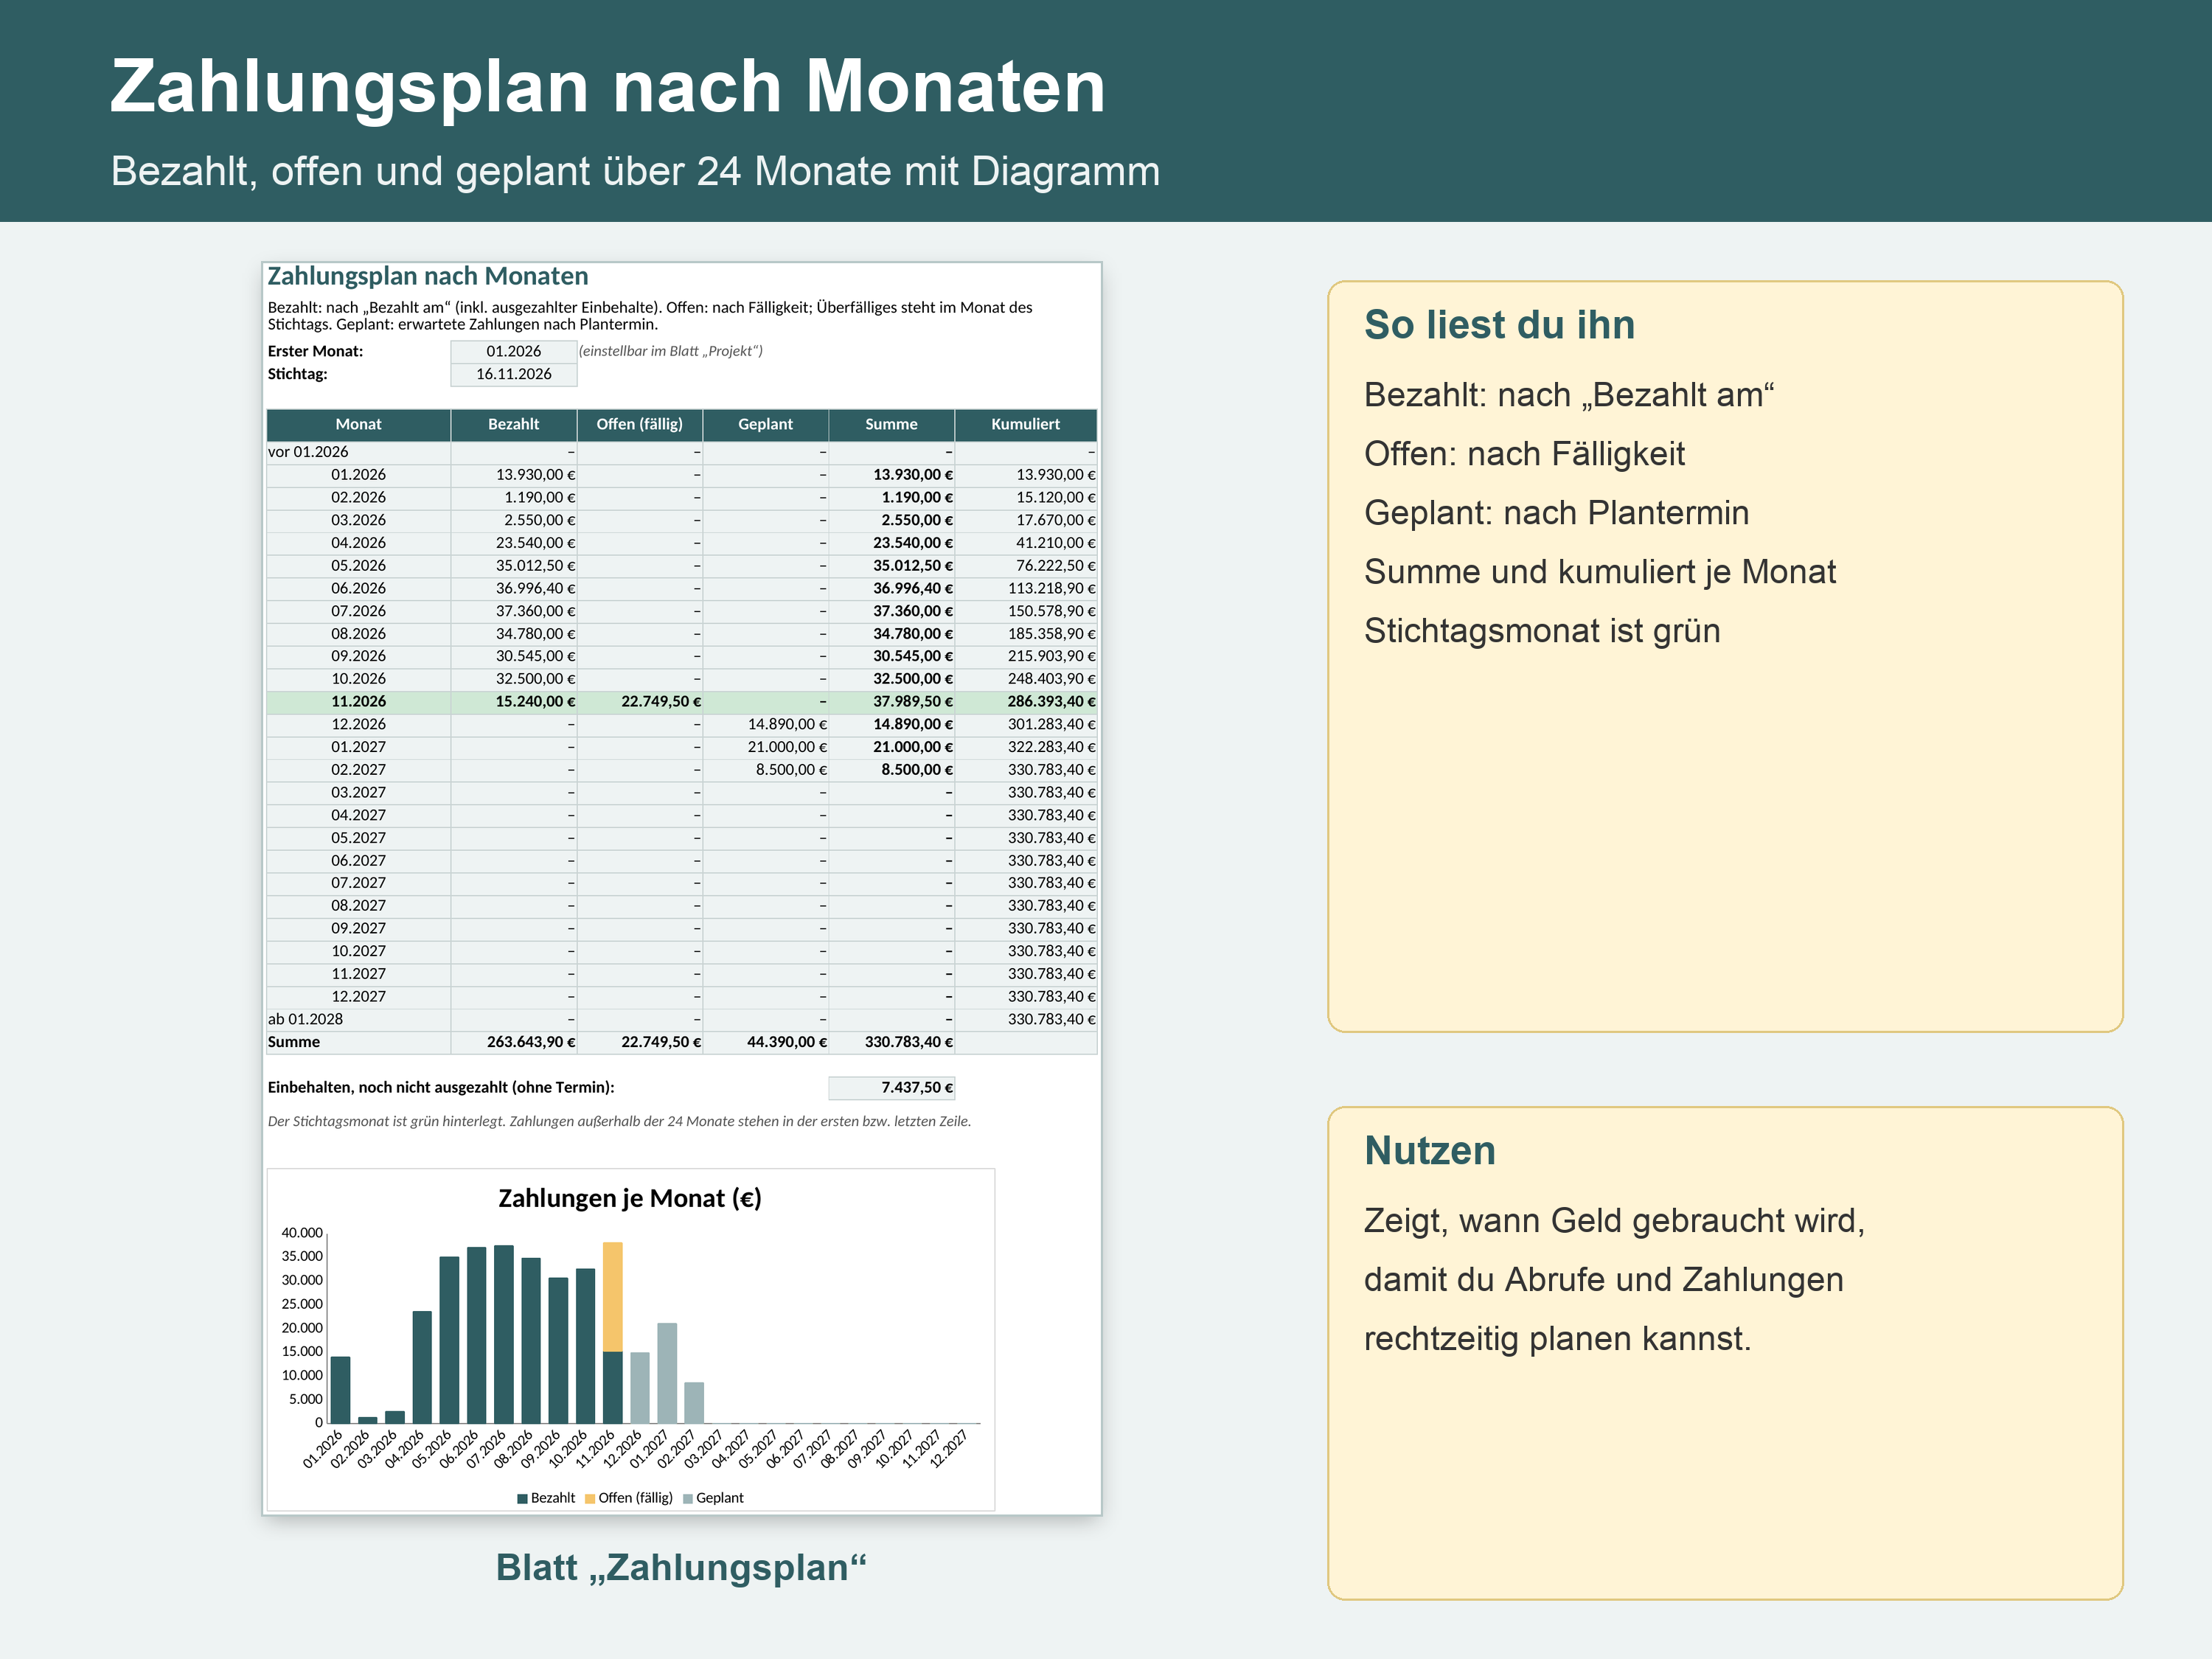 Zahlungsplan nach Monaten
Bezahlt, offen und geplant über 24 Monate mit Diagramm
Zahlungsplan nach Monaten
Bezahlt: nach „Bezahlt am“ (inkl. ausgezahlter Einbehalte). Offen: nach Fälligkeit; Überfälliges steht im Monat des
Stichtags. Geplant: erwartete Zahlungen nach Plantermin.
Erster Monat: 01.2026 (einstellbar im Blatt „Projekt“)
Stichtag: 16.11.2026
Monat Bezahlt Offen (fällig) Geplant Summe Kumuliert
vor 01.2026 – – – – –
01.2026 13.930,00 € – – 13.930,00 € 13.930,00 €
02.2026 1.190,00 € – – 1.190,00 € 15.120,00 €
03.2026 2.550,00 € – – 2.550,00 € 17.670,00 €
04.2026 23.540,00 € – – 23.540,00 € 41.210,00 €
05.2026 35.012,50 € – – 35.012,50 € 76.222,50 €
06.2026 36.996,40 € – – 36.996,40 € 113.218,90 €
07.2026 37.360,00 € – – 37.360,00 € 150.578,90 €
08.2026 34.780,00 € – – 34.780,00 € 185.358,90 €
09.2026 30.545,00 € – – 30.545,00 € 215.903,90 €
10.2026 32.500,00 € – – 32.500,00 € 248.403,90 €
11.2026 15.240,00 € 22.749,50 € – 37.989,50 € 286.393,40 €
12.2026 – – 14.890,00 € 14.890,00 € 301.283,40 €
01.2027 – – 21.000,00 € 21.000,00 € 322.283,40 €
02.2027 – – 8.500,00 € 8.500,00 € 330.783,40 €
03.2027 – – – – 330.783,40 €
04.2027 – – – – 330.783,40 €
05.2027 – – – – 330.783,40 €
06.2027 – – – – 330.783,40 €
07.2027 – – – – 330.783,40 €
08.2027 – – – – 330.783,40 €
09.2027 – – – – 330.783,40 €
10.2027 – – – – 330.783,40 €
11.2027 – – – – 330.783,40 €
12.2027 – – – – 330.783,40 €
ab 01.2028 – – – – 330.783,40 €
Summe 263.643,90 € 22.749,50 € 44.390,00 € 330.783,40 €
Einbehalten, noch nicht ausgezahlt (ohne Termin): 7.437,50 €
Der Stichtagsmonat ist grün hinterlegt. Zahlungen außerhalb der 24 Monate stehen in der ersten bzw. letzten Zeile.
Zahlungen je Monat (€)
40.000
35.000
30.000
25.000
20.000
15.000
10.000
5.000
0
01.2026 02.2026 03.2026 04.2026 05.2026 06.2026 07.2026 08.2026 09.2026 10.2026 11.2026 12.2026 01.2027 02.2027 03.2027 04.2027 05.2027 06.2027 07.2027 08.2027 09.2027 10.2027 11.2027 12.2027
Bezahlt Offen (fällig) Geplant
Blatt „Zahlungsplan“
So liest du ihn
Bezahlt: nach „Bezahlt am“
Offen: nach Fälligkeit
Geplant: nach Plantermin
Summe und kumuliert je Monat
Stichtagsmonat ist grün
Nutzen
Zeigt, wann Geld gebraucht wird,
damit du Abrufe und Zahlungen
rechtzeitig planen kannst.